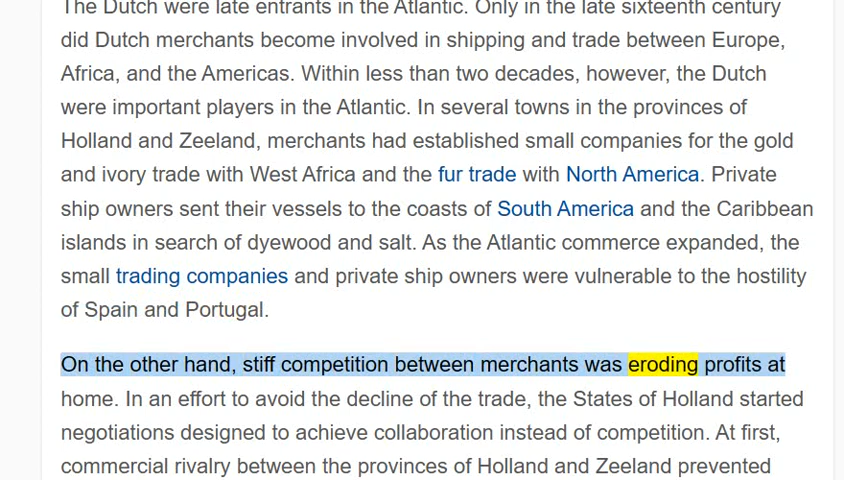 The Dutch were late entrants in the Atlantic. Only in the late sixteenth century
did Dutch merchants become involved in shipping and trade between Europe,
Africa, and the Americas. Within less than two decades, however, the Dutch
were important players in the Atlantic. In several towns in the provinces of
Holland and Zeeland, merchants had established small companies for the gold
and ivory trade with West Africa and the fur trade with North America. Private
ship owners sent their vessels to the coasts of South America and the Caribbean
islands in search of dyewood and salt. As the Atlantic commerce expanded, the
small trading companies and private ship owners were vulnerable to the hostility
of Spain and Portugal.
On the other hand, stiff competition between merchants was eroding profits at
home. In an effort to avoid the decline of the trade, the States of Holland started
negotiations designed to achieve collaboration instead of competition. At first,
commercial rivalry between the provinces of Holland and Zeeland prevented